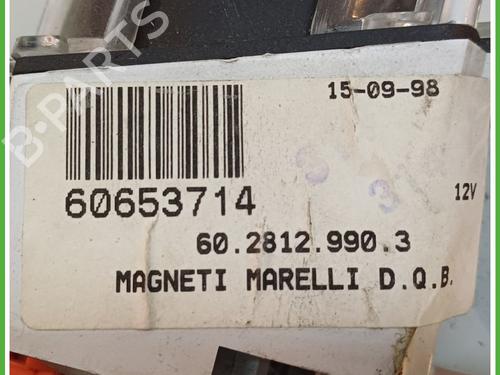 15-09-98
60653714
12V
60.2812.990.3
MAGNETI MARELLI D.Q.B.
B-PARTS